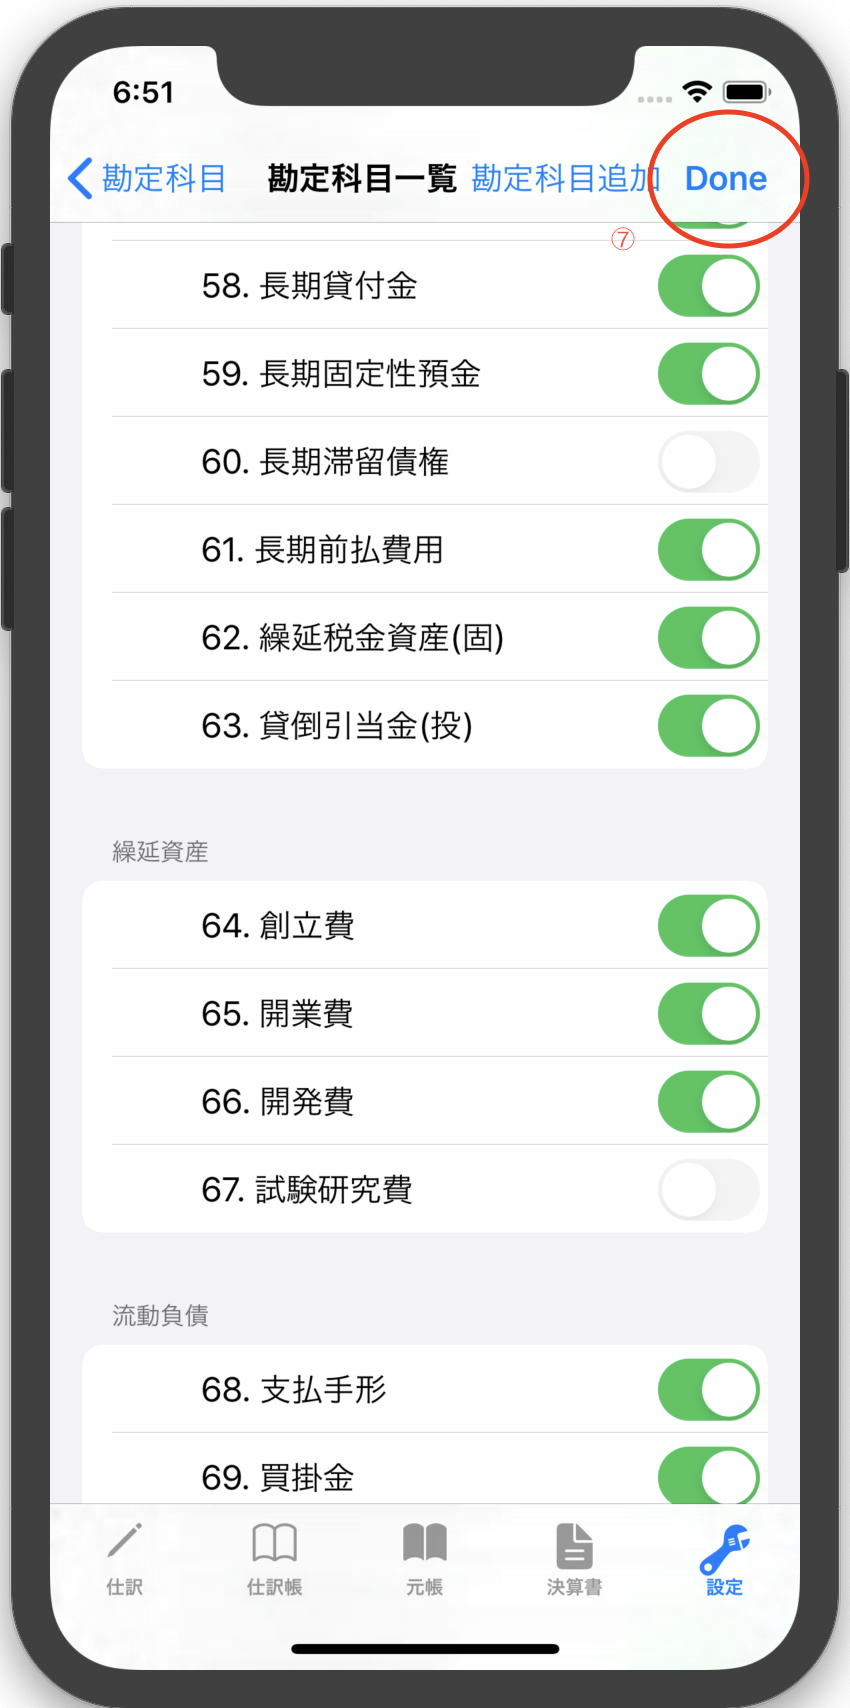 6:51
勘定科目 勘定科目一覧 勘定科目追加 Done
⑦
58. 長期貸付金
59. 長期固定性預金
60. 長期滞留債権
61. 長期前払費用
62. 繰延税金資産(固)
63. 貸倒引当金(投)
繰延資産
64. 創立費
65. 開業費
66. 開発費
67. 試験研究費
流動負債
68. 支払手形
69. 買掛金
仕訳 仕訳帳 元帳 決算書 設定